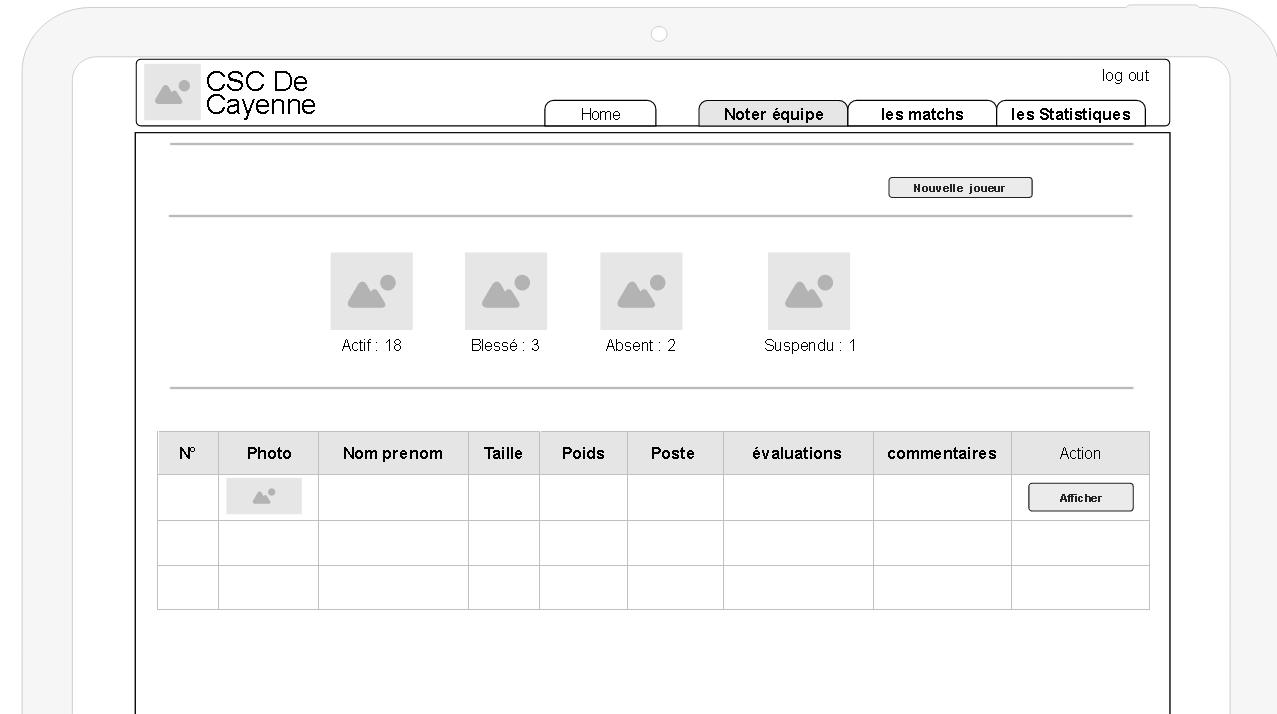 CSC De
Cayenne
log out
Home
Noter équipe
les matchs
les Statistiques
Nouvelle joueur
Actif : 18
Blessé : 3
Absent : 2
Suspendu : 1
N° Photo Nom prenom Taille Poids Poste évaluations commentaires Action
Afficher